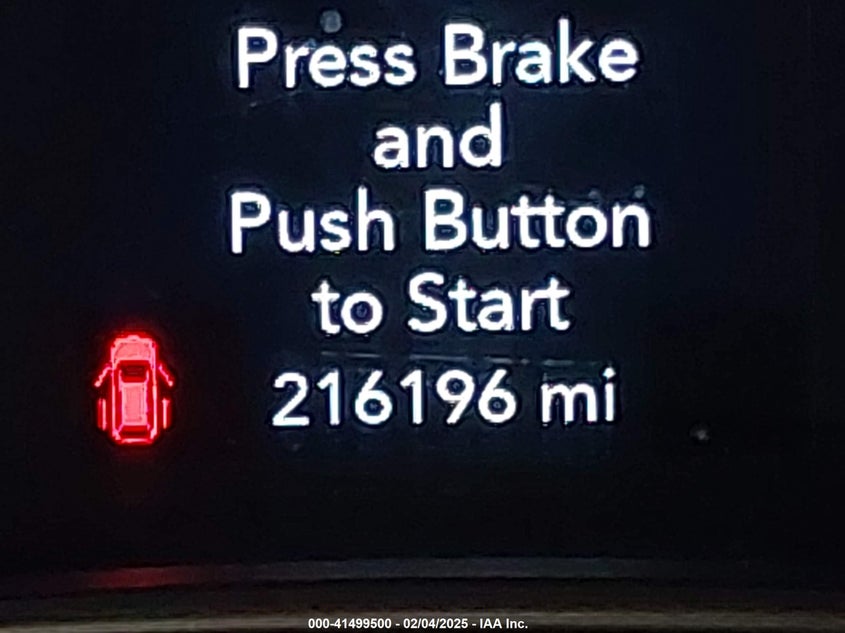 Press Brake
and
Push Button
to Start
216196 mi
000-41499500 - 02/04/2025 - IAA Inc.